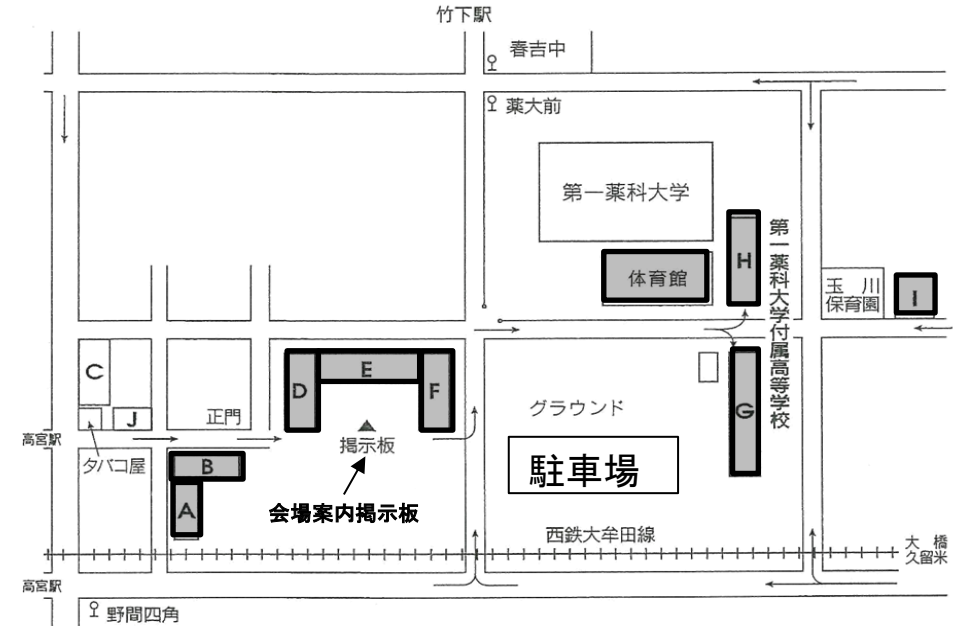 竹下駅
春吉中
薬大前
第一薬科大学
体育館
H
第一薬科大学付属高等学校
玉川
保育園
I
C
D
E
F
J
正門
グラウンド
G
高宮駅
タバコ屋
B
掲示板
駐車場
A
会場案内掲示板
西鉄大牟田線
大橋
久留米
高宮駅
野間四角